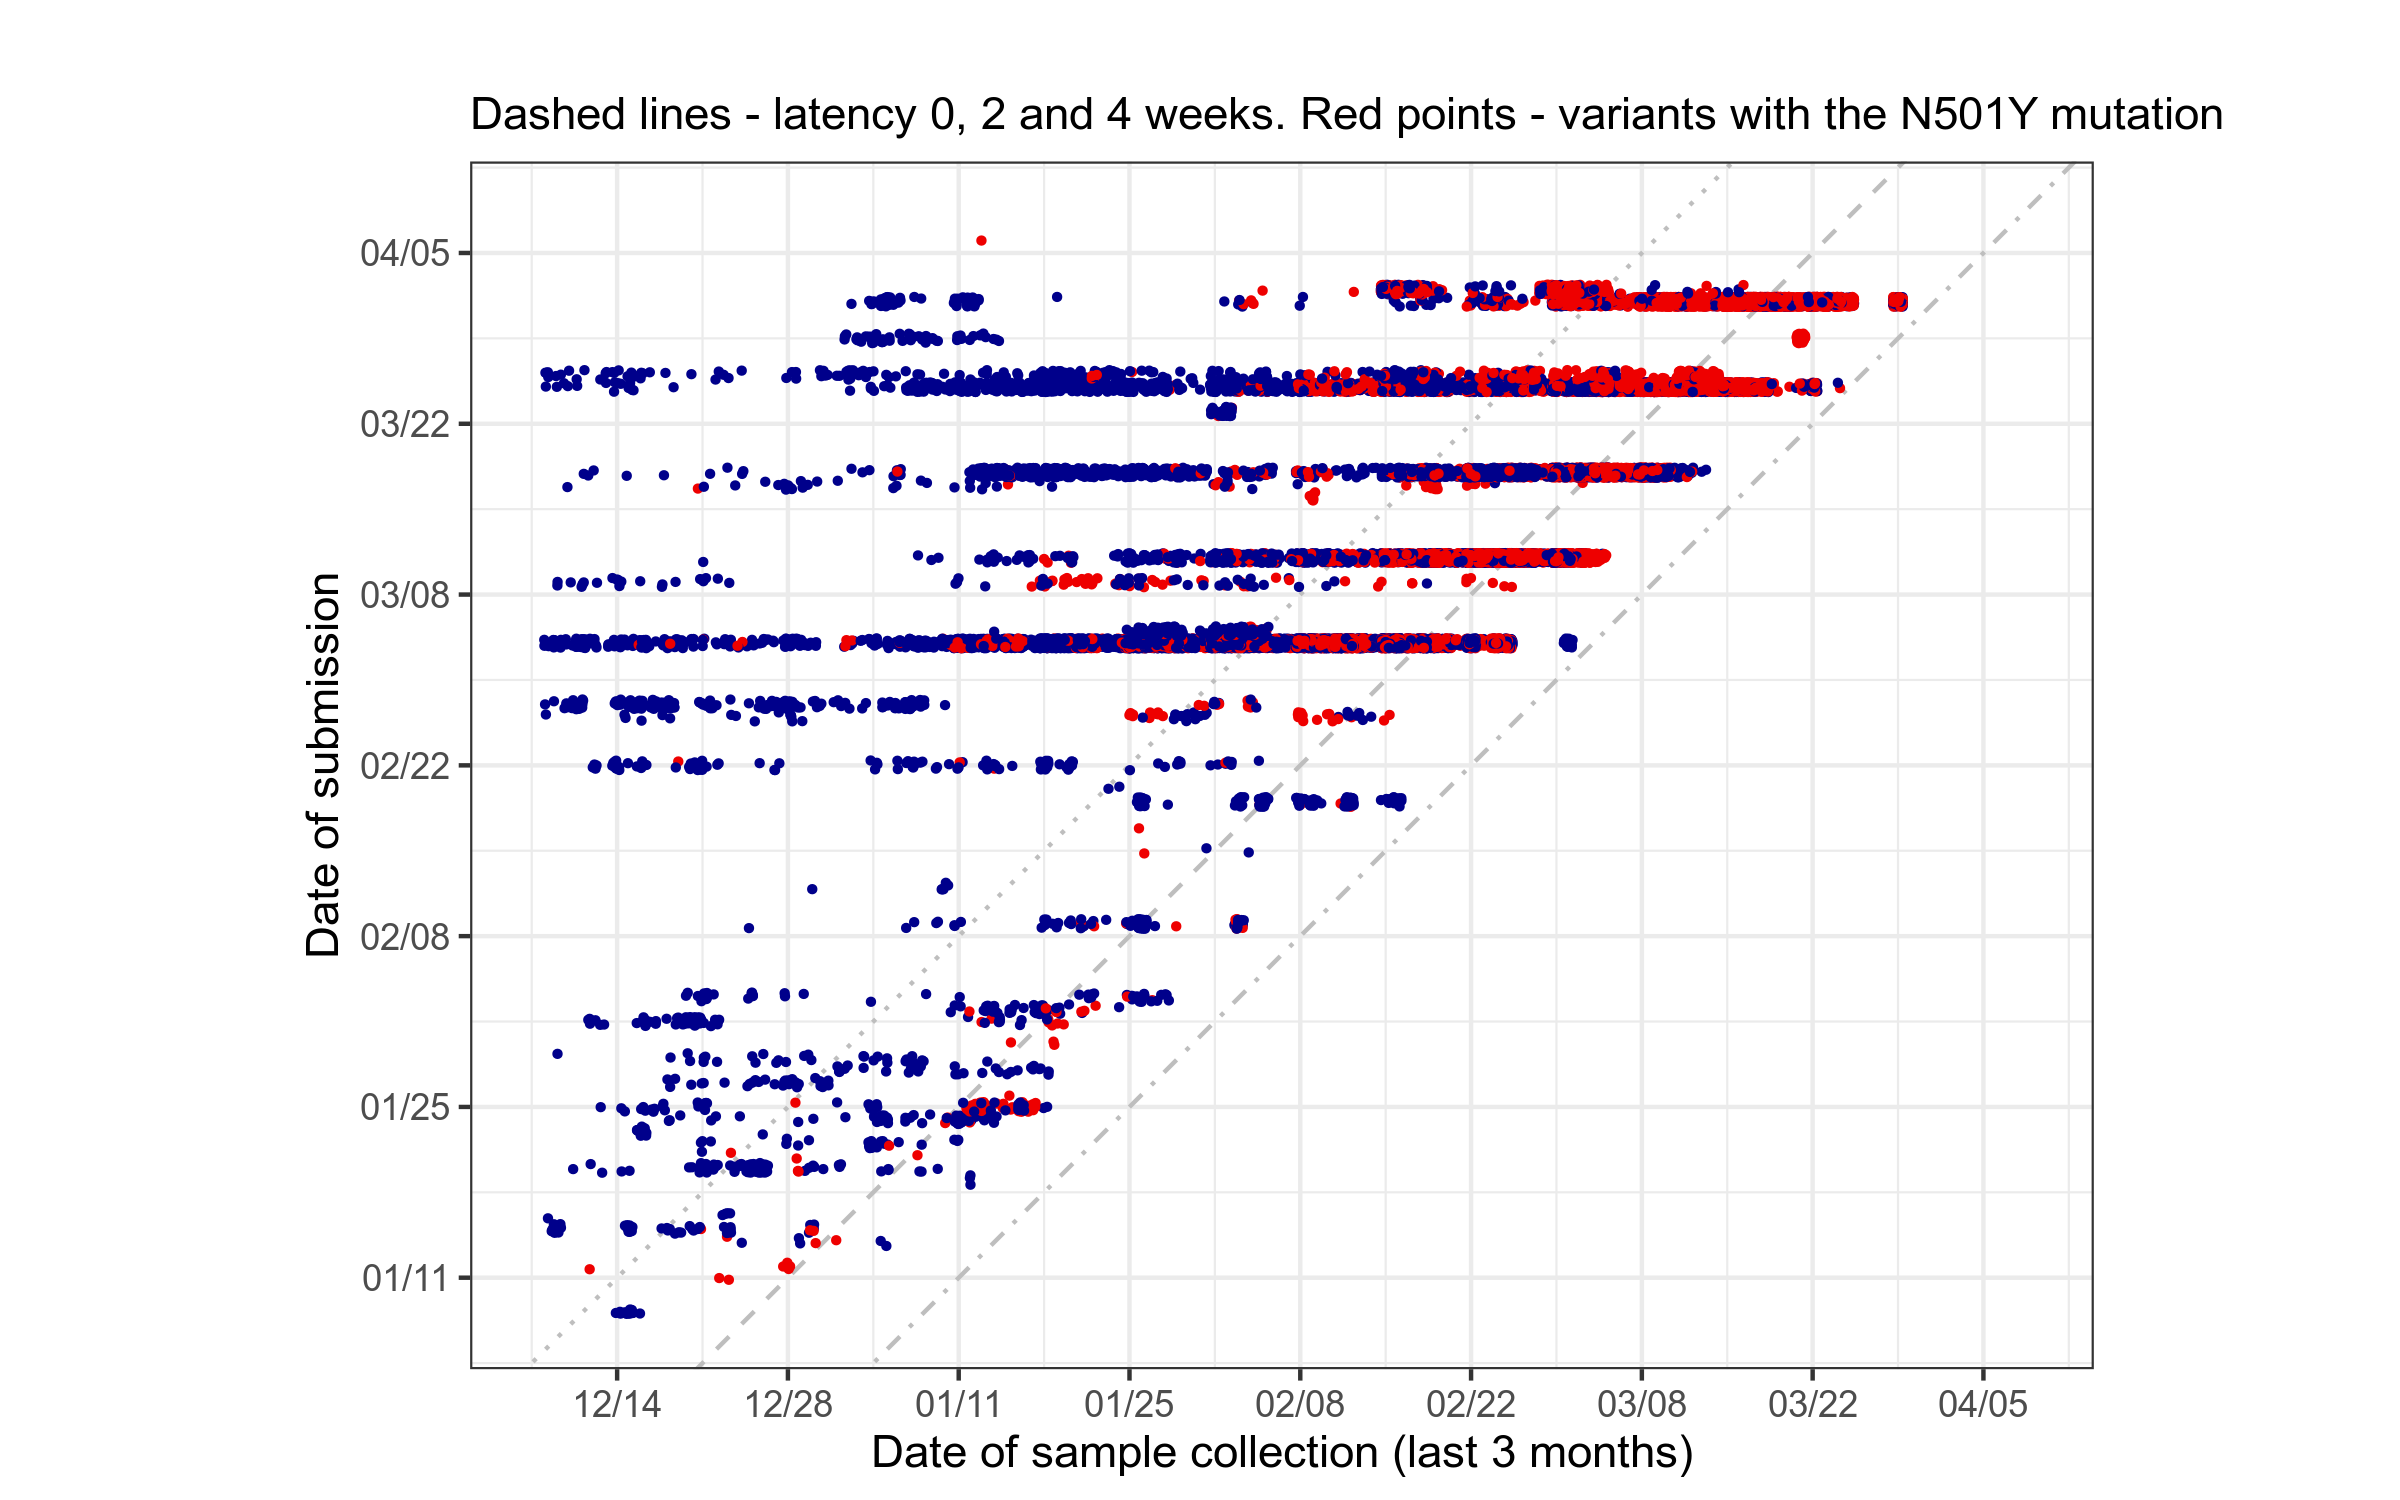 Dashed lines - latency 0, 2 and 4 weeks. Red points - variants with the N501Y mutation
Date of submission
04/05
03/22
03/08
02/22
02/08
01/25
01/11
12/14 12/28 01/11 01/25 02/08 02/22 03/08 03/22 04/05
Date of sample collection (last 3 months)